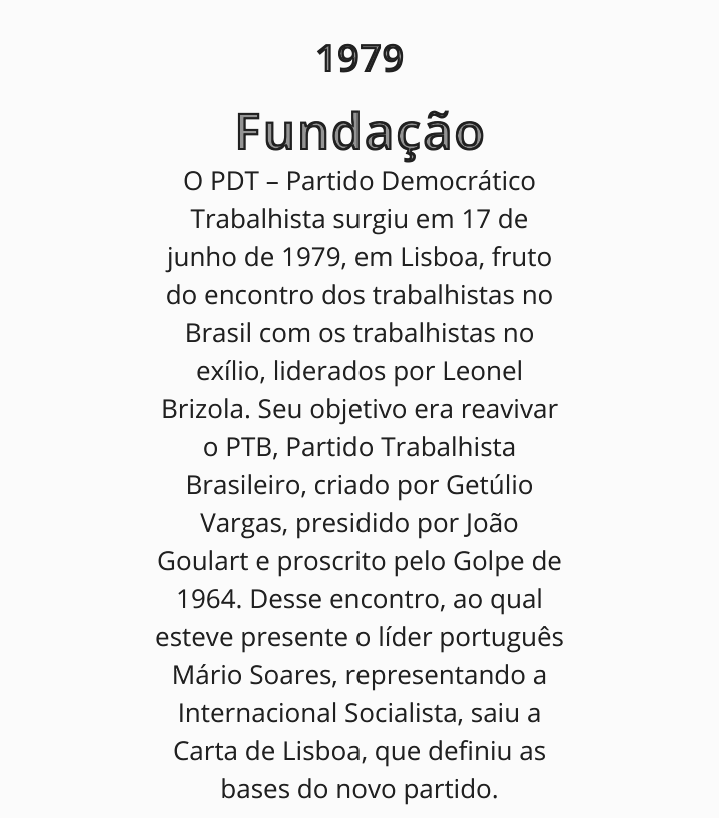 1979
Fundação
O PDT – Partido Democrático
Trabalhista surgiu em 17 de
junho de 1979, em Lisboa, fruto
do encontro dos trabalhistas no
Brasil com os trabalhistas no
exílio, liderados por Leonel
Brizola. Seu objetivo era reavivar
o PTB, Partido Trabalhista
Brasileiro, criado por Getúlio
Vargas, presidido por João
Goulart e proscrito pelo Golpe de
1964. Desse encontro, ao qual
esteve presente o líder português
Mário Soares, representando a
Internacional Socialista, saiu a
Carta de Lisboa, que definiu as
bases do novo partido.